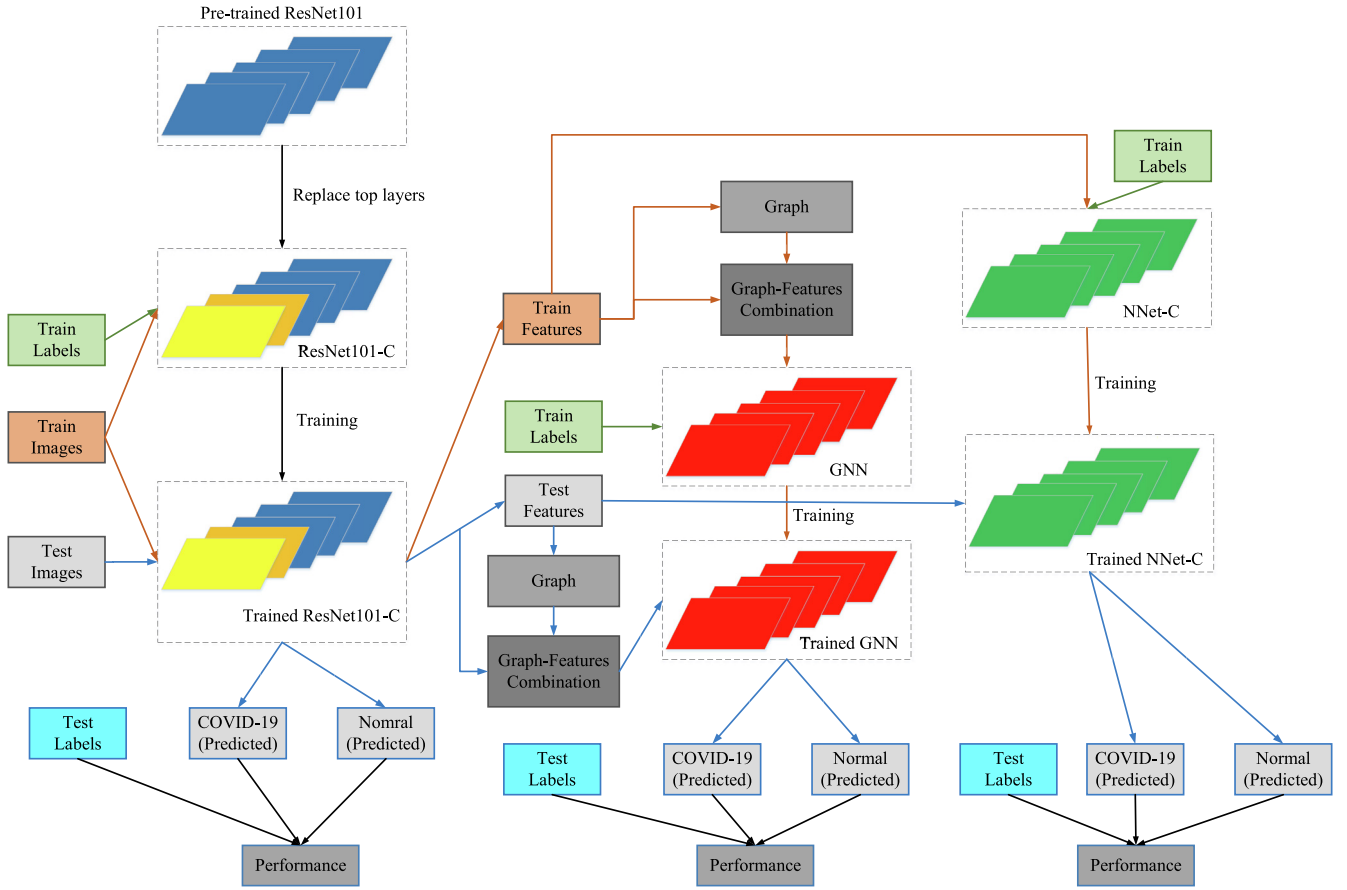 Pre-trained ResNet101
Replace top layers
Train
Labels
ResNet101-C
Train
Images
Training
Test
Images
Trained ResNet101-C
Test
Labels
COVID-19
(Predicted)
Nomral
(Predicted)
Performance
Graph
Train
Features
Graph-Features
Combination
Train
Labels
GNN
Test
Features
Training
Graph
Graph-Features
Combination
Trained GNN
Test
Labels
COVID-19
(Predicted)
Normal
(Predicted)
Performance
Train
Labels
NNet-C
Training
Trained NNet-C
Test
Labels
COVID-19
(Predicted)
Normal
(Predicted)
Performance